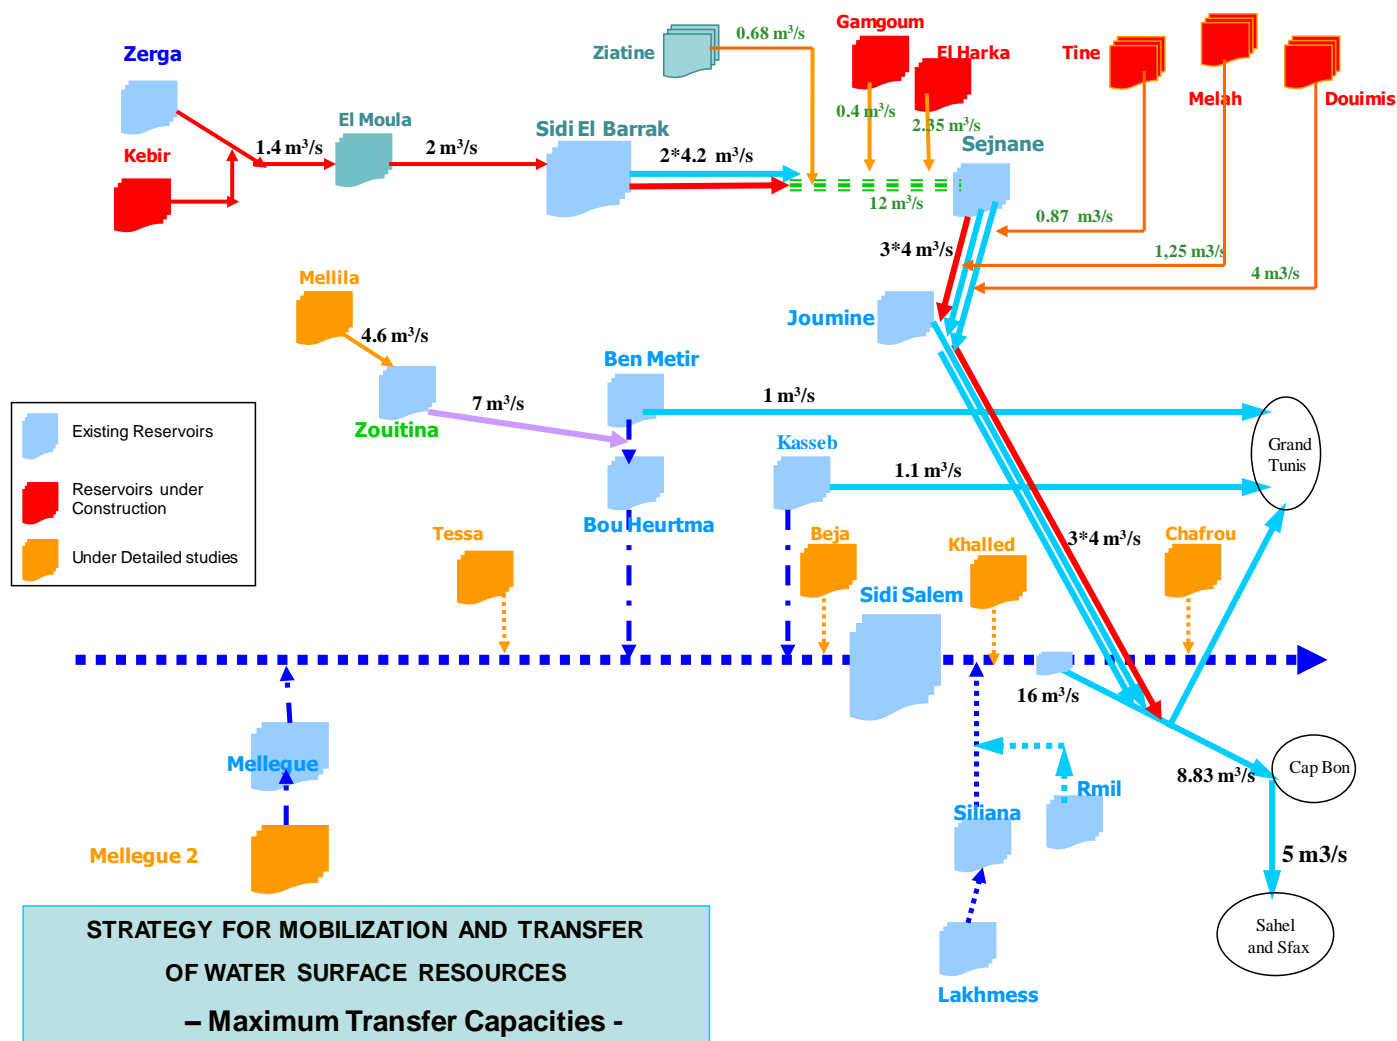 Gamgoum
Zerga
Ziatine
0.68 m³/s
El Harka
Tine
Melah
Douimis
El Moula
Sidi El Barrak
0.4 m³/s
2.35 m³/s
Kebir
1.4 m³/s
2 m³/s
2*4.2 m³/s
Sejnane
12 m³/s
0.87 m3/s
3*4 m³/s
1,25 m3/s
4 m3/s
Mellila
Joumine
4.6 m³/s
Ben Metir
7 m³/s
1 m³/s
Zouitina
Kasseb
Grand
Tunis
Existing Reservoirs
Reservoirs under
Construction
Under Detailed studies
1.1 m³/s
Bou Heurtma
Tessa
Beja
Khalled
3*4 m³/s
Chafrou
Sidi Salem
16 m³/s
Mellegue
8.83 m³/s
Cap Bon
Siliana
Rmil
Mellegue 2
5 m3/s
Sahel
and Sfax
Lakhmess
STRATEGY FOR MOBILIZATION AND TRANSFER
OF WATER SURFACE RESOURCES
– Maximum Transfer Capacities -